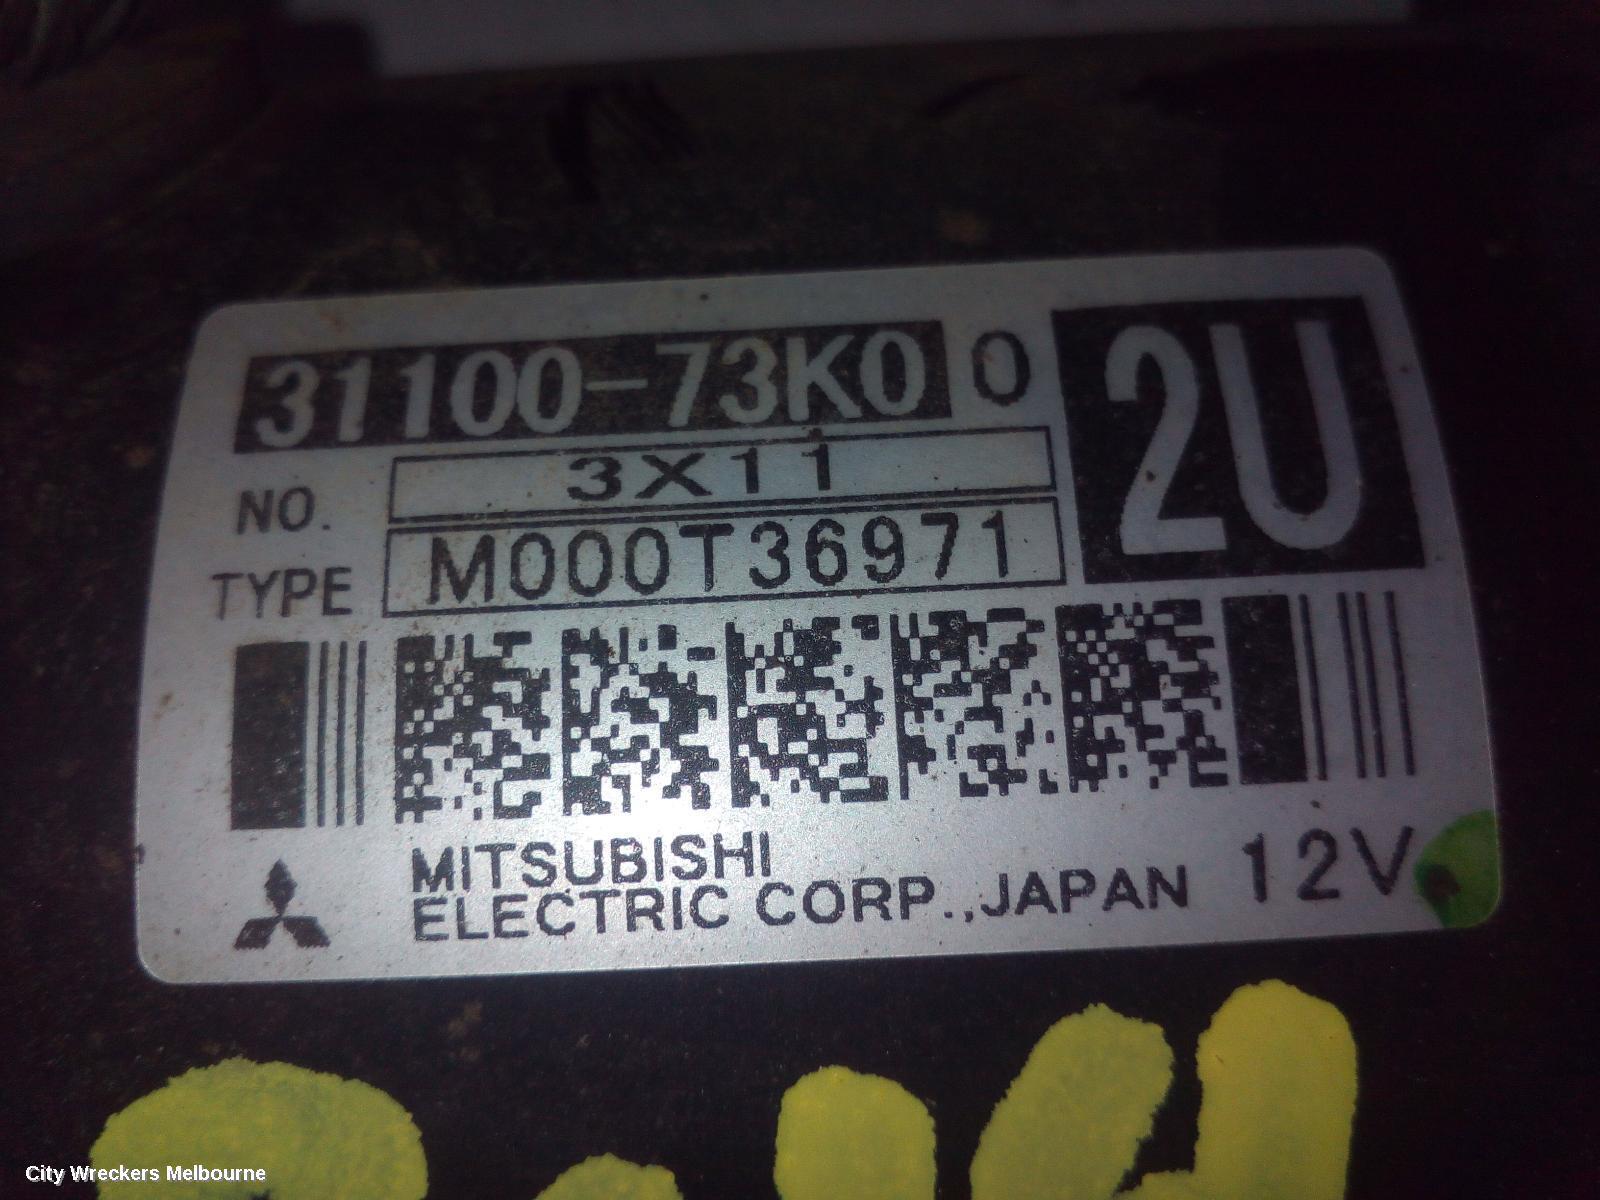 31100-73K0 0
2U
NO. 3X11
TYPE M000T36971
MITSUBISHI
ELECTRIC CORP.,JAPAN 12V
City Wreckers Melbourne